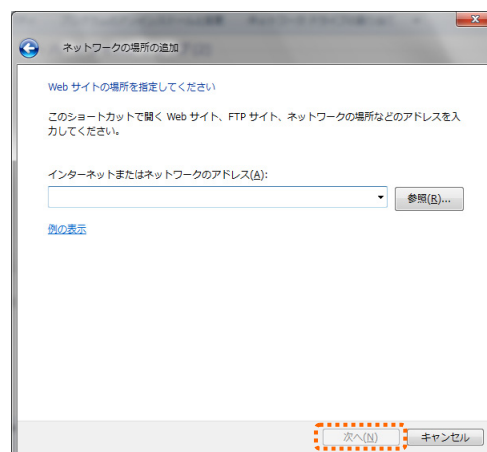 ネットワークの場所の追加
Web サイトの場所を指定してください
このショートカットで開く Web サイト、FTP サイト、ネットワークの場所などのアドレスを入
力してください。
インターネットまたはネットワークのアドレス(A):
参照(R)...
例の表示
次へ(N)
キャンセル